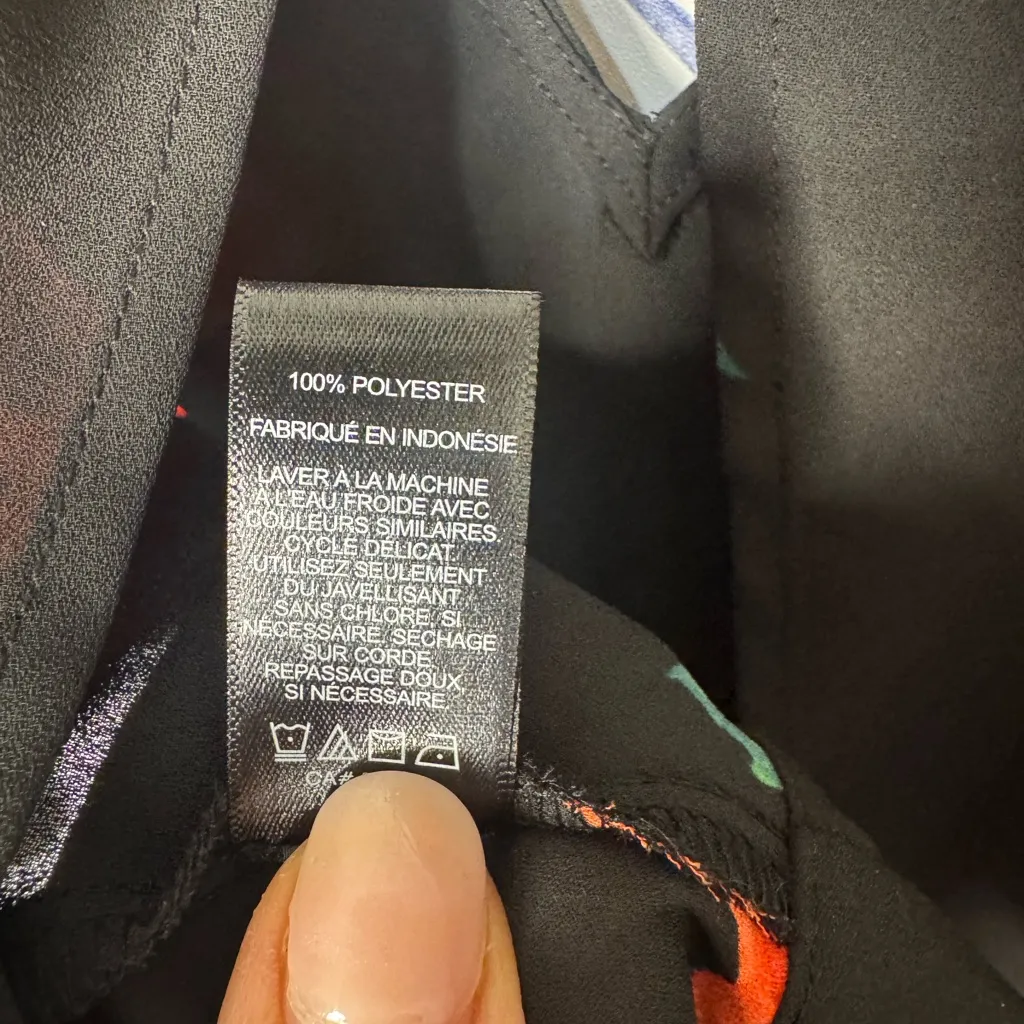 100% POLYESTER
FABRIQUÉ EN INDONÉSIE
LAVER À LA MACHINE
À L'EAU FROIDE AVEC
COULEURS SIMILAIRES.
CYCLE DÉLICAT.
UTILISEZ SEULEMENT
DU JAVELLISANT
SANS CHLORE, SI
NÉCESSAIRE. SÉCHAGE
SUR CORDE.
REPASSAGE DOUX,
SI NÉCESSAIRE.
CA#